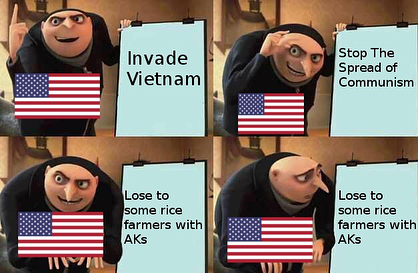 Invade
Vietnam
Stop The
Spread of
Communism
Lose to
some rice
farmers with
AKs
Lose to
some rice
farmers with
AKs